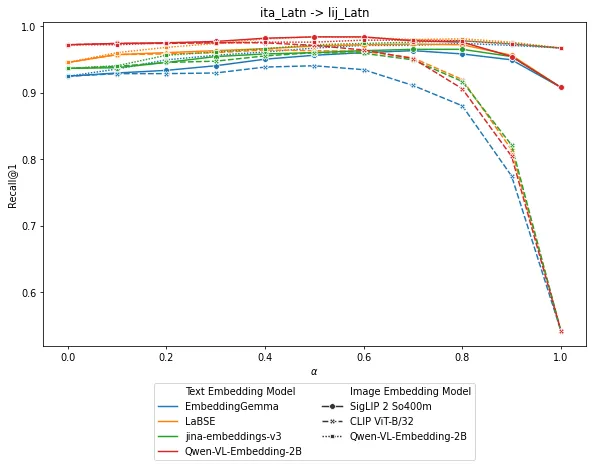 ita_Latn -> lij_Latn
Recall@1
1.0
0.9
0.8
0.7
0.6
0.0 0.2 0.4 0.6 0.8 1.0
α
Text Embedding Model Image Embedding Model
EmbeddingGemma SigLIP 2 So400m
LaBSE CLIP ViT-B/32
jina-embeddings-v3 Qwen-VL-Embedding-2B
Qwen-VL-Embedding-2B